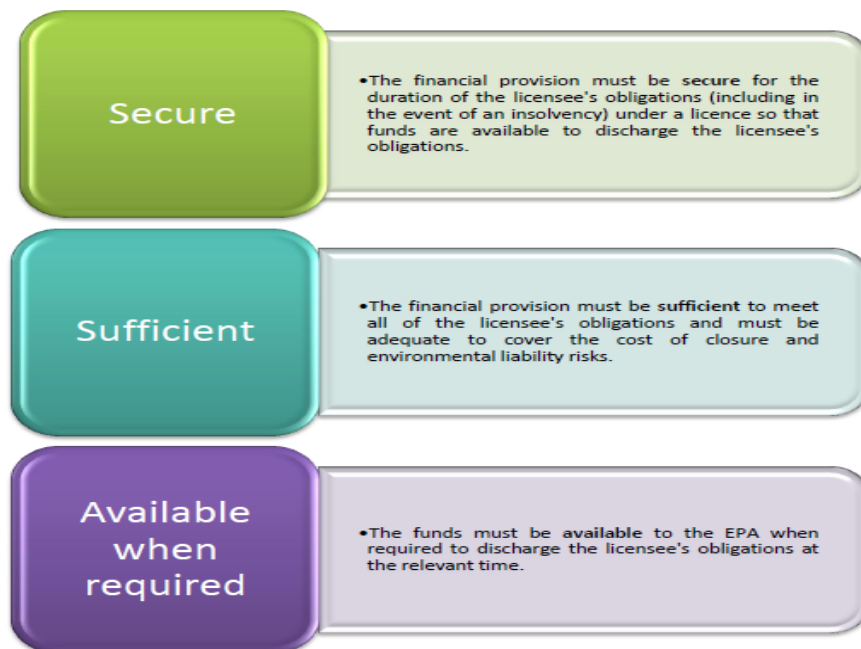 Secure
•The financial provision must be secure for the
duration of the licensee's obligations (including in
the event of an insolvency) under a licence so that
funds are available to discharge the licensee's
obligations.
Sufficient
•The financial provision must be sufficient to meet
all of the licensee's obligations and must be
adequate to cover the cost of closure and
environmental liability risks.
Available
when
required
•The funds must be available to the EPA when
required to discharge the licensee's obligations at
the relevant time.